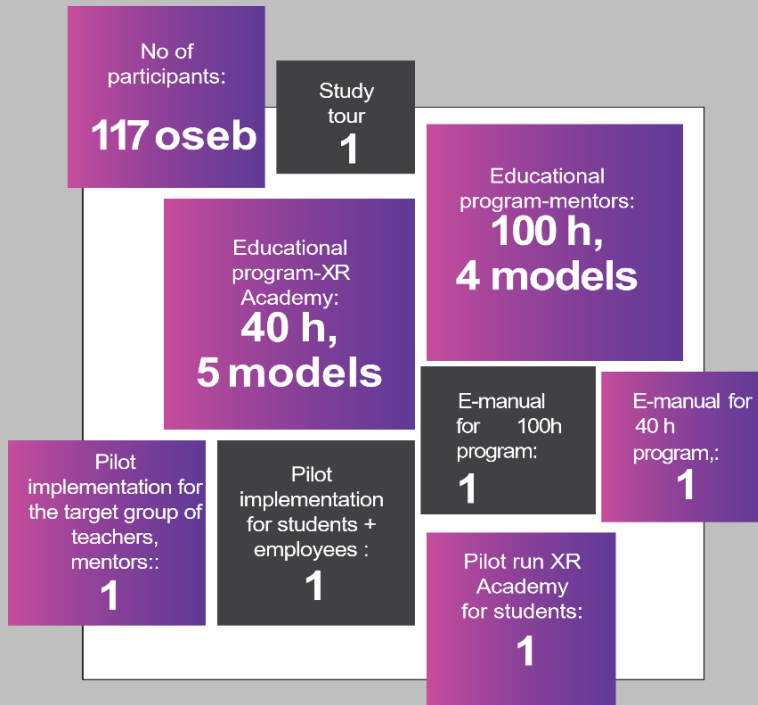 No of
participants:
117 oseb
Study
tour
1
Educational
program-mentors:
100 h,
4 models
Educational
program-XR
Academy:
40 h,
5 models
E-manual
for 100h
program:
1
E-manual for
40 h
program,:
1
Pilot
implementation for
the target group of
teachers,
mentors::
1
Pilot
implementation
for students +
employees :
1
Pilot run XR
Academy
for students:
1